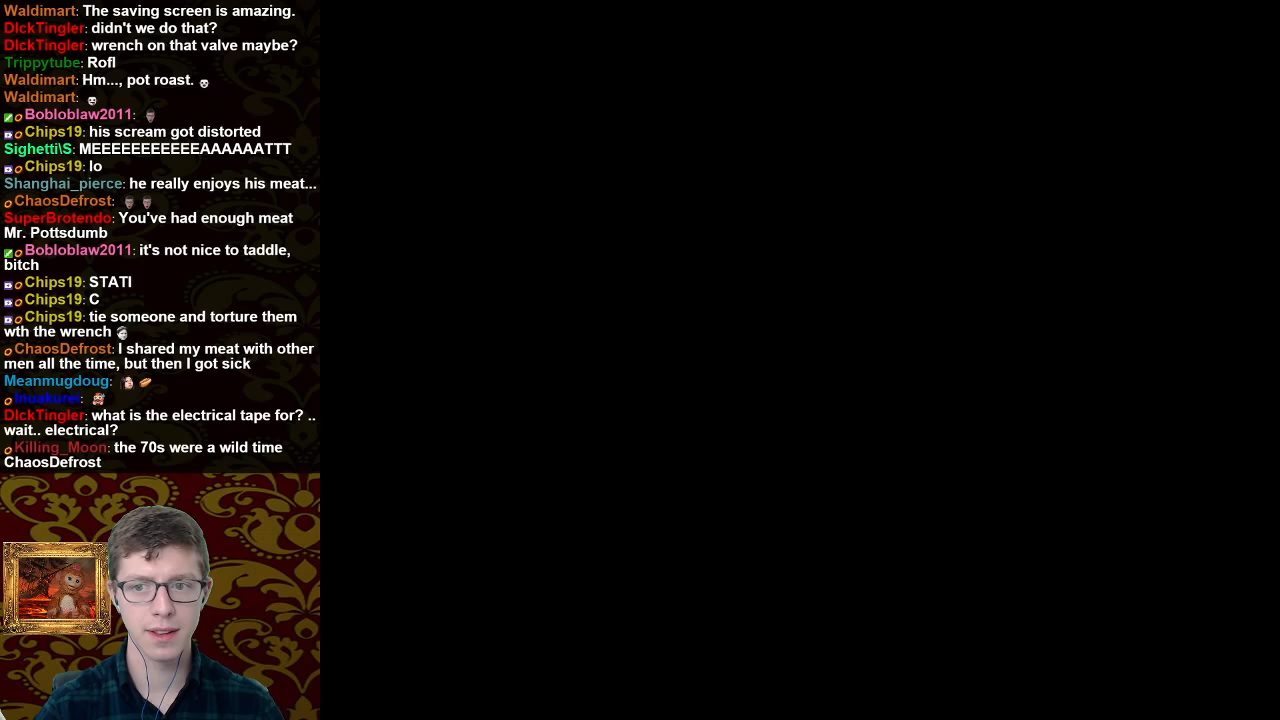 Waldimart: The saving screen is amazing.
DIckTingler: didn't we do that?
DIckTingler: wrench on that valve maybe?
Trippytube: Rofl
Waldimart: Hm..., pot roast.
Waldimart:
Bobloblaw2011:
Chips19: his scream got distorted
Sighetti\S: MEEEEEEEEEEEAAAAAATTT
Chips19: lo
Shanghai_pierce: he really enjoys his meat...
ChaosDefrost:
SuperBrotendo: You've had enough meat
Mr. Pottsdumb
Bobloblaw2011: it's not nice to taddle,
bitch
Chips19: STATI
Chips19: C
Chips19: tie someone and torture them
wth the wrench
ChaosDefrost: I shared my meat with other
men all the time, but then I got sick
Meanmugdoug:
Inuakurei:
DIckTingler: what is the electrical tape for? ..
wait.. electrical?
Killing_Moon: the 70s were a wild time
ChaosDefrost